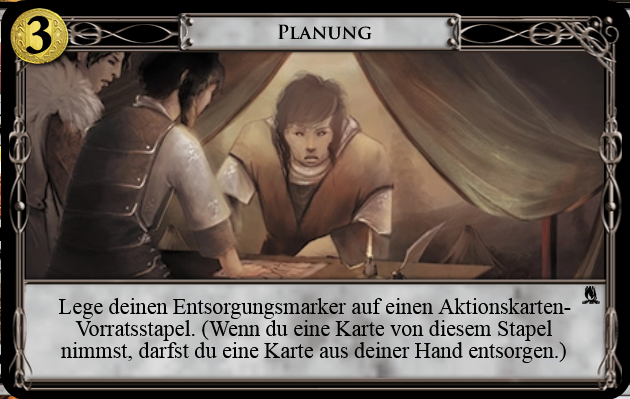 3
PLANUNG
Lege deinen Entsorgungsmarker auf einen Aktionskarten-
Vorratsstapel. (Wenn du eine Karte von diesem Stapel
nimmst, darfst du eine Karte aus deiner Hand entsorgen.)